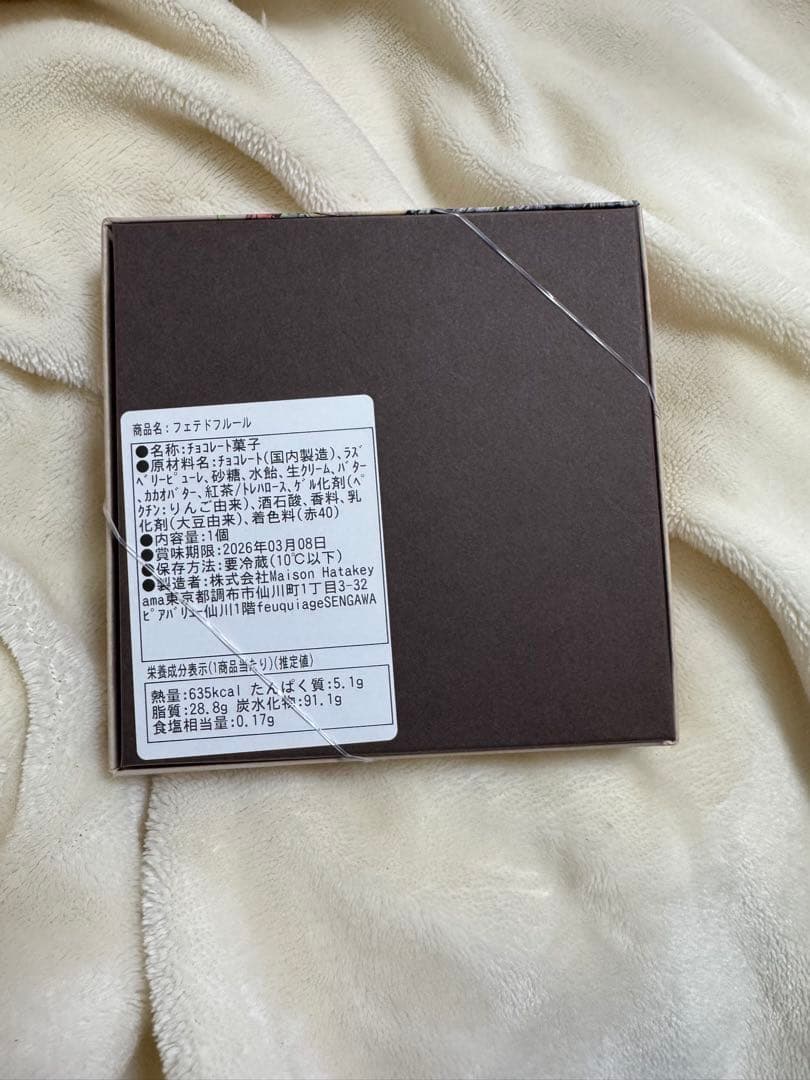 商品名:フェテドフルール
●名称:ﾁｮｺﾚｰﾄ菓子
●原材料名:ﾁｮｺﾚｰﾄ(国内製造)、ﾗｽﾞ
ﾍﾞﾘｰﾋﾟｭｰﾚ、砂糖、水飴、生ｸﾘｰﾑ、ﾊﾞﾀｰ
、ｶｶｵﾊﾞﾀｰ、紅茶/ﾄﾚﾊﾛｰｽ、ｹﾞﾙ化剤(ﾍﾟ
ｸﾁﾝ:りんご由来)、酒石酸、香料、乳
化剤(大豆由来)、着色料(赤40)
●内容量:1個
●賞味期限:2026年03月08日
●保存方法:要冷蔵(10℃以下)
●製造者:株式会社Maison Hatakey
ama東京都調布市仙川町1丁目3-32
ﾋﾟｱﾊﾞﾘｭｰ仙川1階feuquiageSENGAWA
栄養成分表示(1商品当たり)(推定値)
熱量:635kcal たんぱく質:5.1g
脂質:28.8g 炭水化物:91.1g
食塩相当量:0.17g